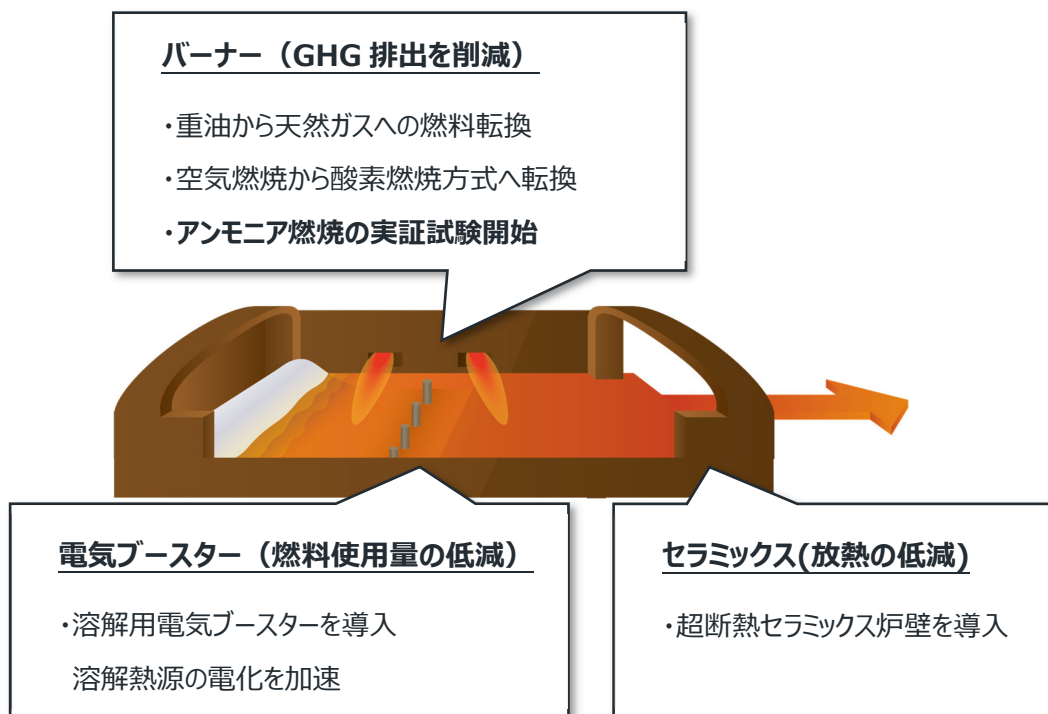 バーナー（GHG 排出を削減）
・重油から天然ガスへの燃料転換
・空気燃焼から酸素燃焼方式へ転換
・アンモニア燃焼の実証試験開始
電気ブースター（燃料使用量の低減）
・溶解用電気ブースターを導入
溶解熱源の電化を加速
セラミックス(放熱の低減)
・超断熱セラミックス炉壁を導入